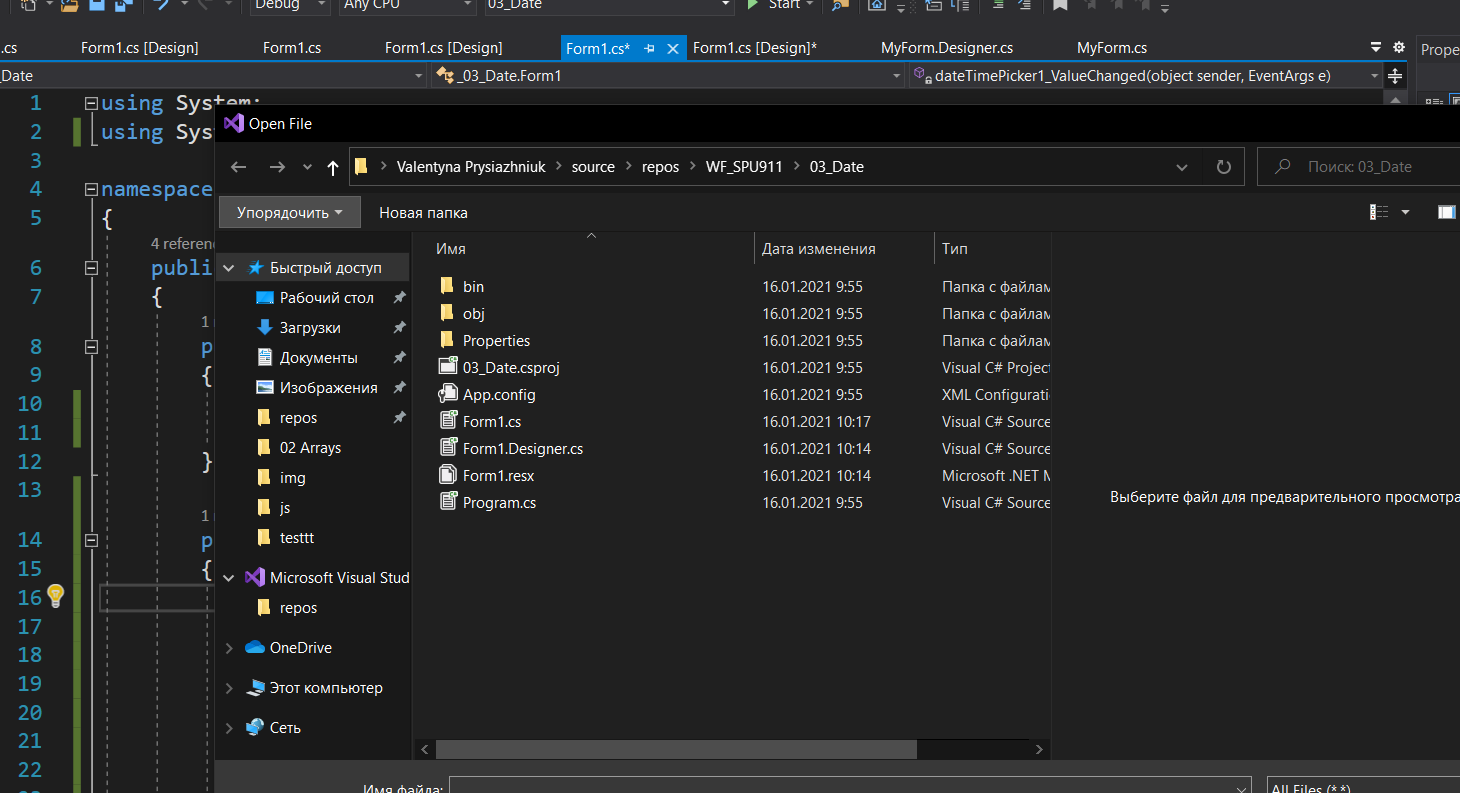 Debug Any CPU 03_Date Start
.cs Form1.cs [Design] Form1.cs Form1.cs [Design] Form1.cs* Form1.cs [Design]* MyForm.Designer.cs MyForm.cs Prope
_Date _03_Date.Form1 dateTimePicker1_ValueChanged(object sender, EventArgs e)
1 using System;
2 using Sys
3
4 namespace
5 {
4 referenc
6 publi
7 {
1
8 p
9 {
10
11
12 }
13
1
14 p
15 {
16
17
18
19
20
21
22
Open File
Valentyna Prysiazhniuk source repos WF_SPU911 03_Date Поиск: 03_Date
Упорядочить Новая папка
Имя Дата изменения Тип
Быстрый доступ
Рабочий стол
Загрузки
Документы
Изображения
repos
02 Arrays
img
js
testtt
Microsoft Visual Stud
repos
OneDrive
Этот компьютер
Сеть
bin 16.01.2021 9:55 Папка с файлам
obj 16.01.2021 9:55 Папка с файлам
Properties 16.01.2021 9:55 Папка с файлам
03_Date.csproj 16.01.2021 9:55 Visual C# Project
App.config 16.01.2021 9:55 XML Configurati
Form1.cs 16.01.2021 10:17 Visual C# Source
Form1.Designer.cs 16.01.2021 10:14 Visual C# Source
Form1.resx 16.01.2021 10:14 Microsoft .NET M
Program.cs 16.01.2021 9:55 Visual C# Source
Выберите файл для предварительного просмотра
Имя файла: All Files (*.*)